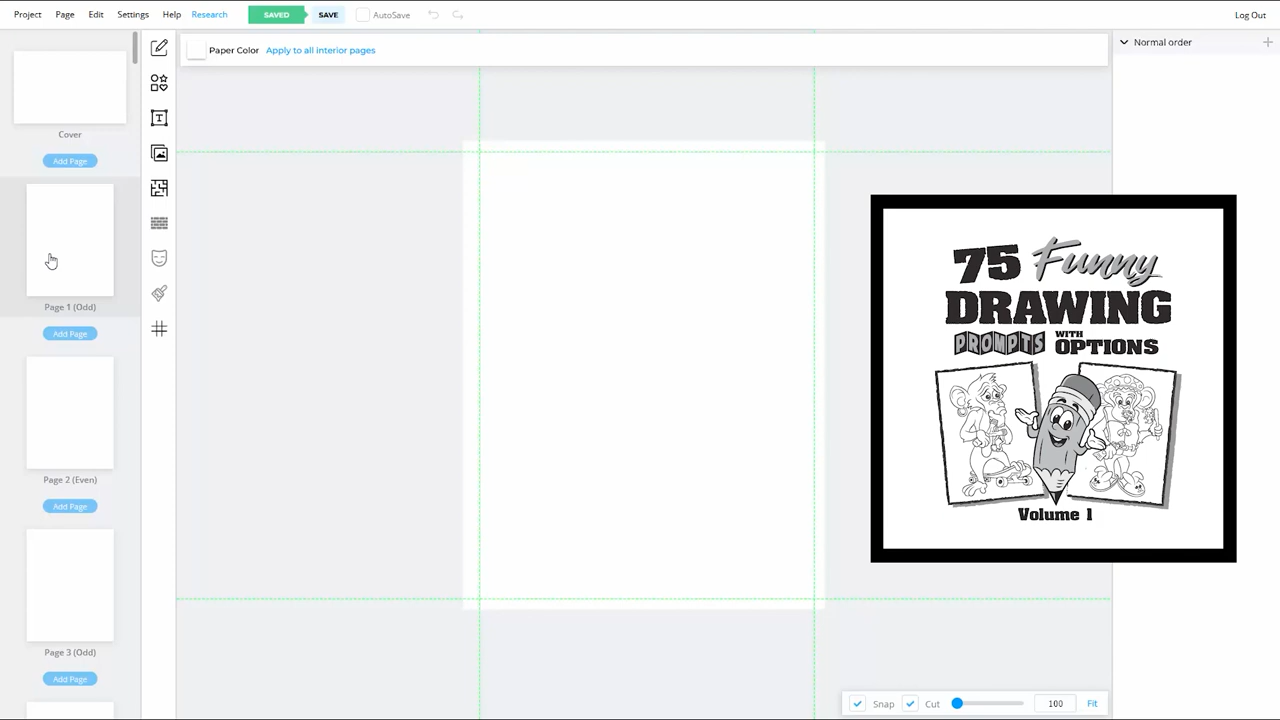 Project Page Edit Settings Help Research SAVED SAVE AutoSave Log Out
Paper Color Apply to all interior pages
Normal order
Cover
Add Page
Page 1 (Odd)
Add Page
Page 2 (Even)
Add Page
Page 3 (Odd)
Add Page
75 Funny
DRAWING
PROMPTS WITH OPTIONS
Volume 1
Snap Cut 100 Fit